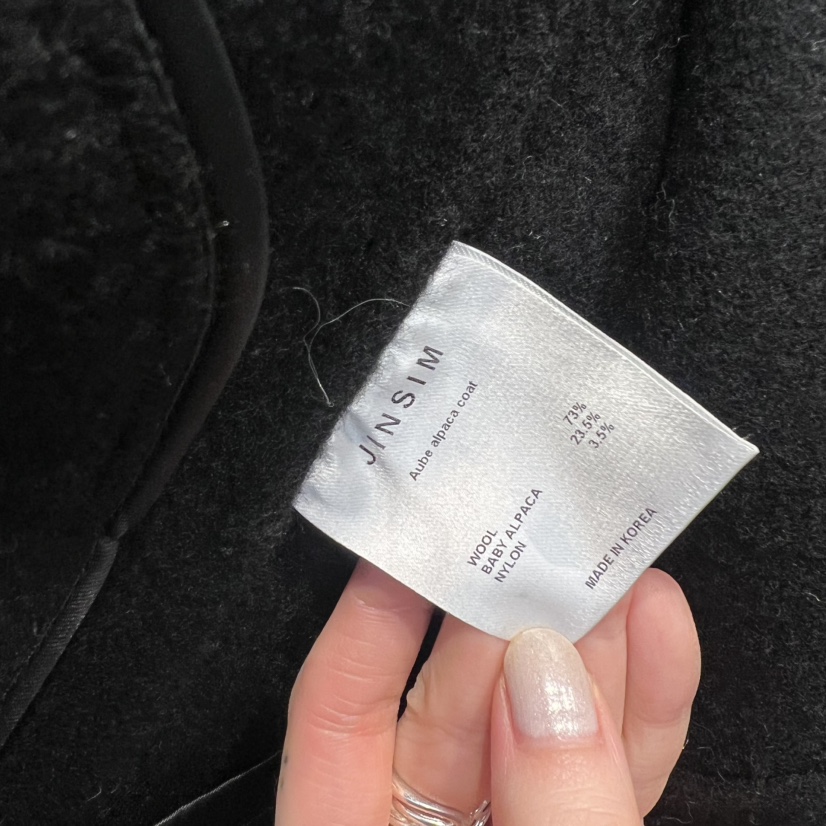 JINSIM
Aube alpaca coat
WOOL 73%
BABY ALPACA 23.5%
NYLON 3.5%
MADE IN KOREA